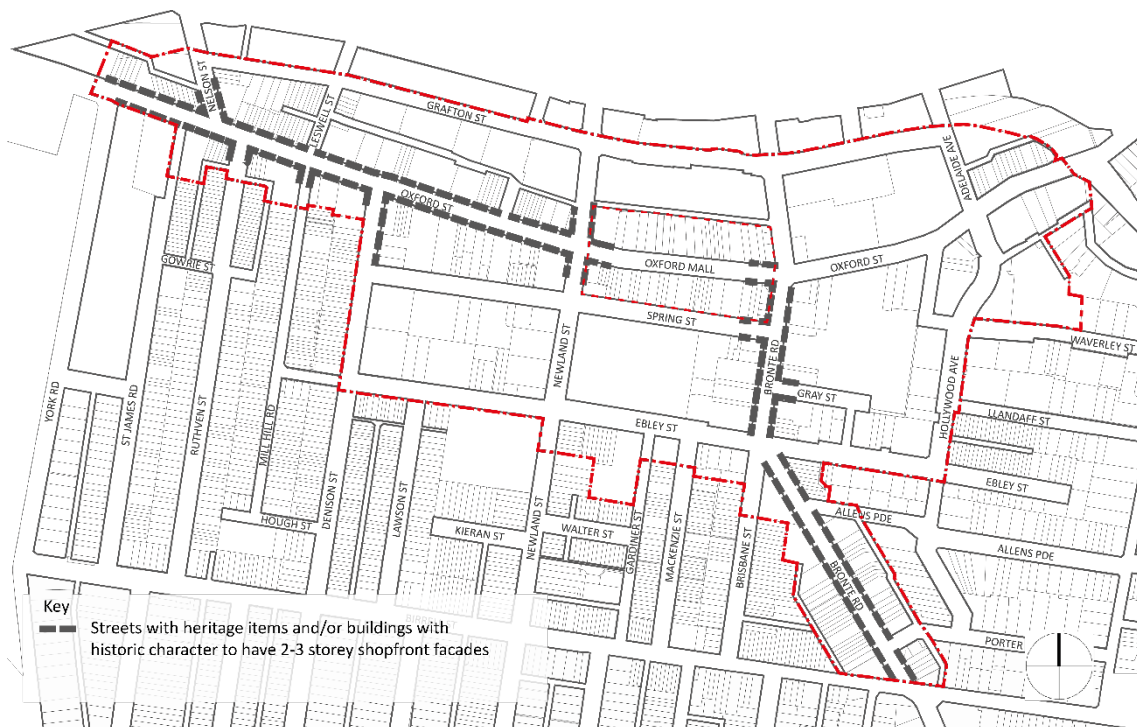 NELSON ST
LESWELL ST
GRAFTON ST
ADELAIDE AVE
OXFORD ST
OXFORD MALL
OXFORD ST
GOWRIE ST
SPRING ST
WAVERLEY ST
NEWLAND ST
BRONTE RD
HOLLYWOOD AVE
GRAY ST
LLANDAFF ST
YORK RD
ST JAMES RD
RUTHVEN ST
MILL HILL RD
EBLEY ST
EBLEY ST
DENISON ST
LAWSON ST
HOUGH ST
KIERAN ST
NEWLAND ST
WALTER ST
GARDINER ST
MACKENZIE ST
BRISBANE ST
ALLENS PDE
ALLENS PDE
BRONTE RD
PORTER
Key
Streets with heritage items and/or buildings with
historic character to have 2-3 storey shopfront facades